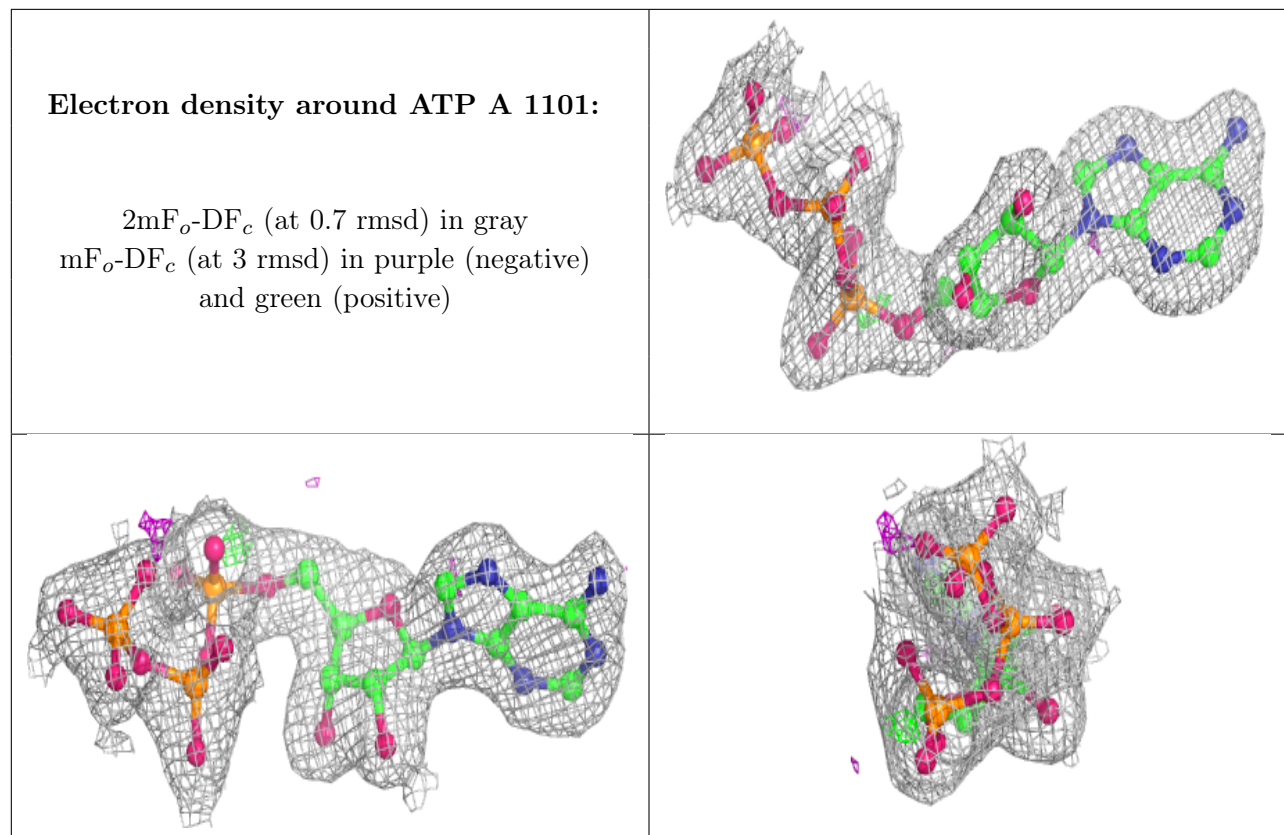 Electron density around ATP A 1101:
2mFo-DFc (at 0.7 rmsd) in gray
mFo-DFc (at 3 rmsd) in purple (negative)
and green (positive)